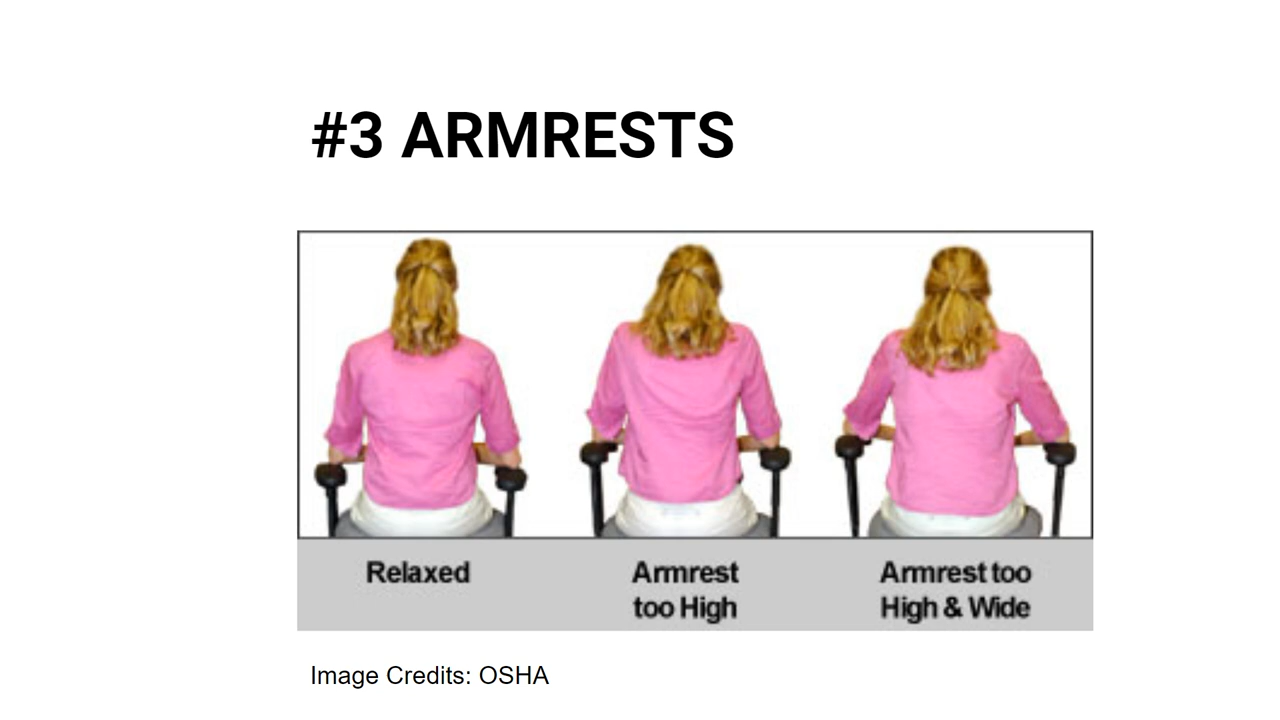 #3 ARMRESTS
Relaxed
Armrest
too High
Armrest too
High & Wide
Image Credits: OSHA